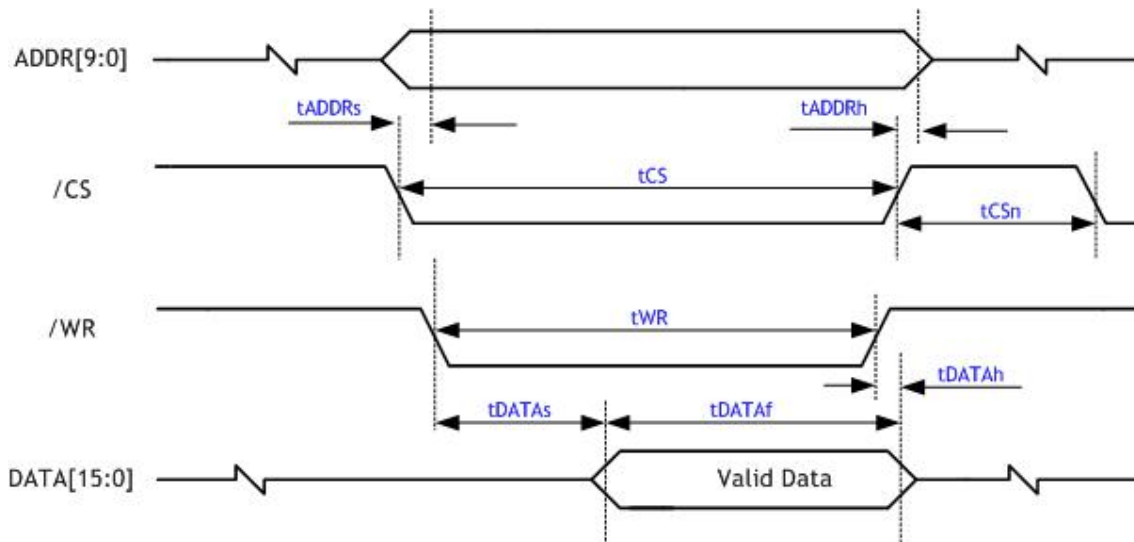 ADDR[9:0]
tADDRs
tADDRh
/CS
tCS
tCSn
/WR
tWR
tDATAh
tDATAs
tDATAf
DATA[15:0]
Valid Data